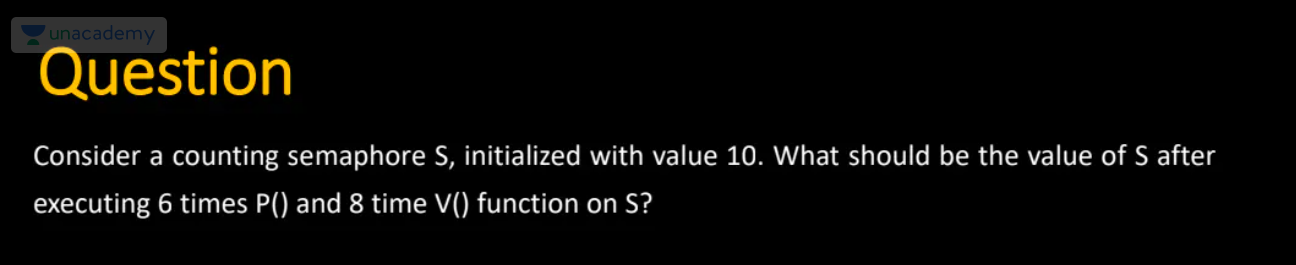 unacademy
Question
Consider a counting semaphore S, initialized with value 10. What should be the value of S after
executing 6 times P() and 8 time V() function on S?